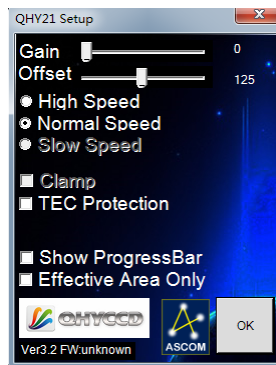 QHY21 Setup
Gain 0
Offset 125
High Speed
Normal Speed
Slow Speed
Clamp
TEC Protection
Show ProgressBar
Effective Area Only
QHYCCD
ASCOM
OK
Ver3.2 FW:unknown